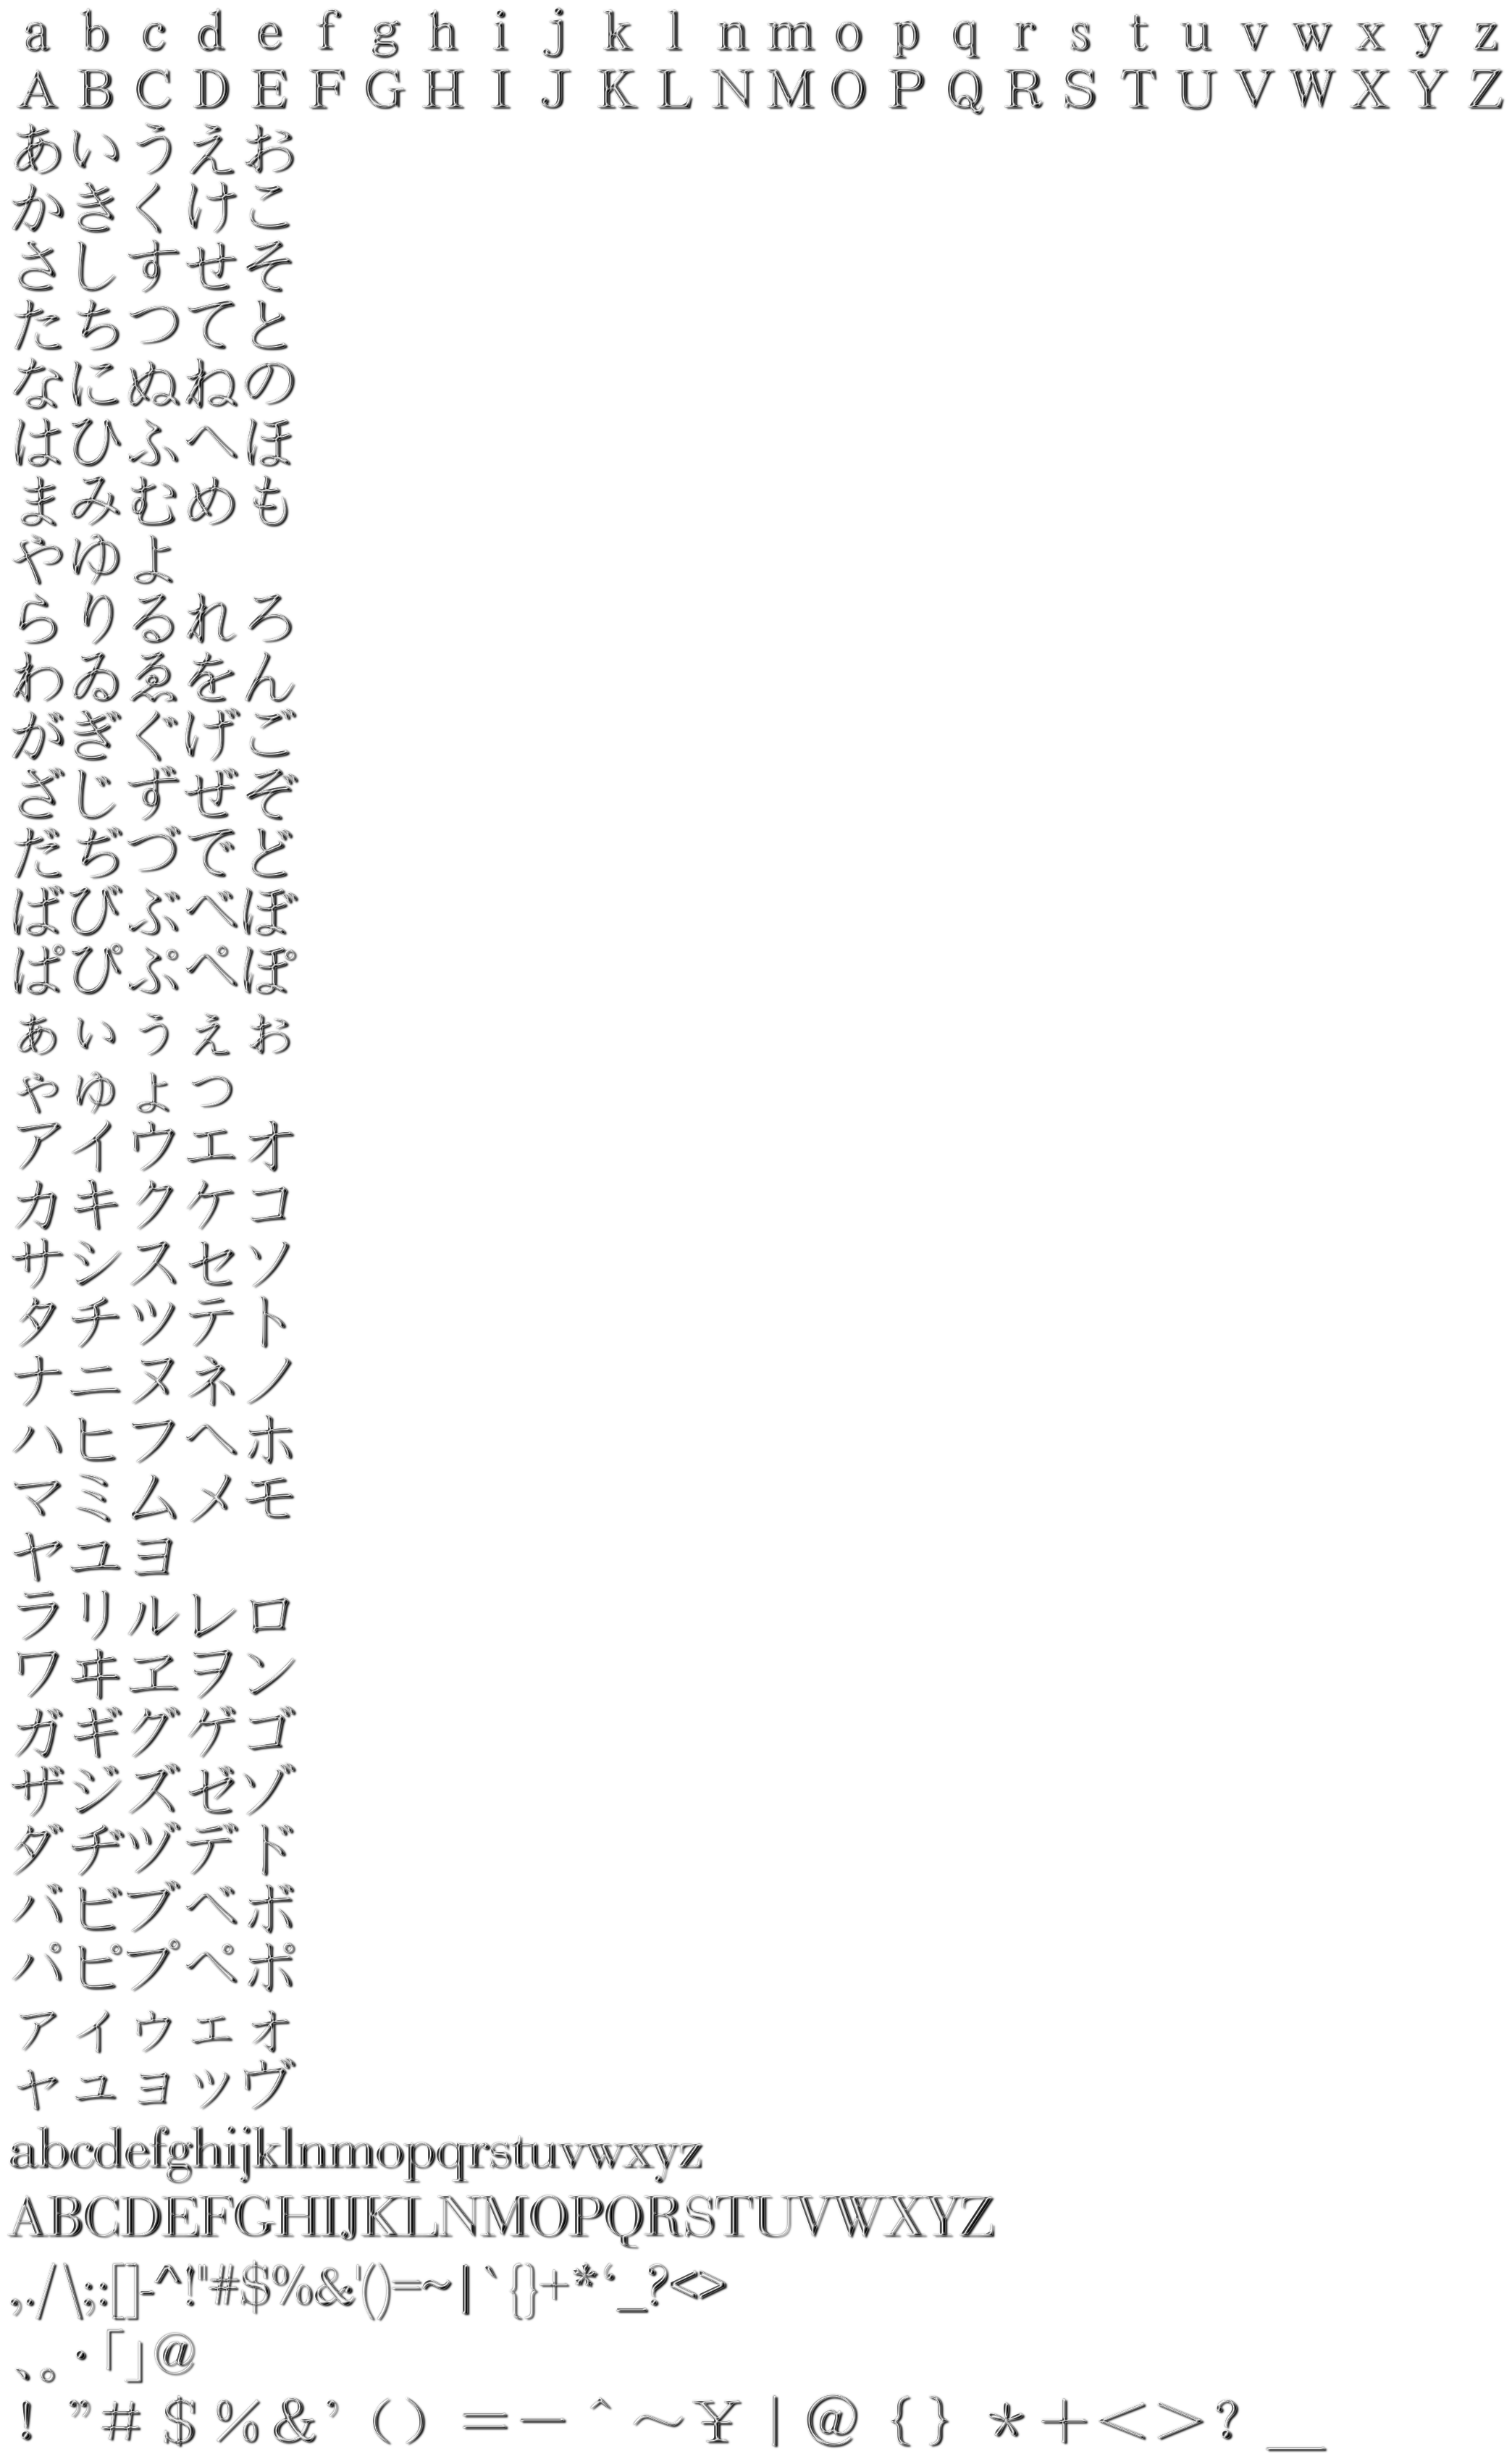 ａｂｃｄｅｆｇｈｉｊｋｌｎｍｏｐｑｒｓｔｕｖｗｘｙｚ
ＡＢＣＤＥＦＧＨＩＪＫＬＮＭＯＰＱＲＳＴＵＶＷＸＹＺ
あいうえお
かきくけこ
さしすせそ
たちつてと
なにぬねの
はひふへほ
まみむめも
やゆよ
らりるれろ
わゐゑをん
がぎぐげご
ざじずぜぞ
だぢづでど
ばびぶべぼ
ぱぴぷぺぽ
ぁぃぅぇぉ
ゃゅょっ
アイウエオ
カキクケコ
サシスセソ
タチツテト
ナニヌネノ
ハヒフヘホ
マミムメモ
ヤユヨ
ラリルレロ
ワヰヱヲン
ガギグゲゴ
ザジズゼゾ
ダヂヅデド
バビブベボ
パピプペポ
ァィゥェォ
ャュョッヴ
abcdefghijklnmopqrstuvwxyz
ABCDEFGHIJKLNMOPQRSTUVWXYZ
,./\;:[]-^!"#$%&'()=~|`{}+*‘_?<>
、。・「」@
！”＃＄％＆’（）＝－＾～￥｜＠｛｝＊＋＜＞？＿